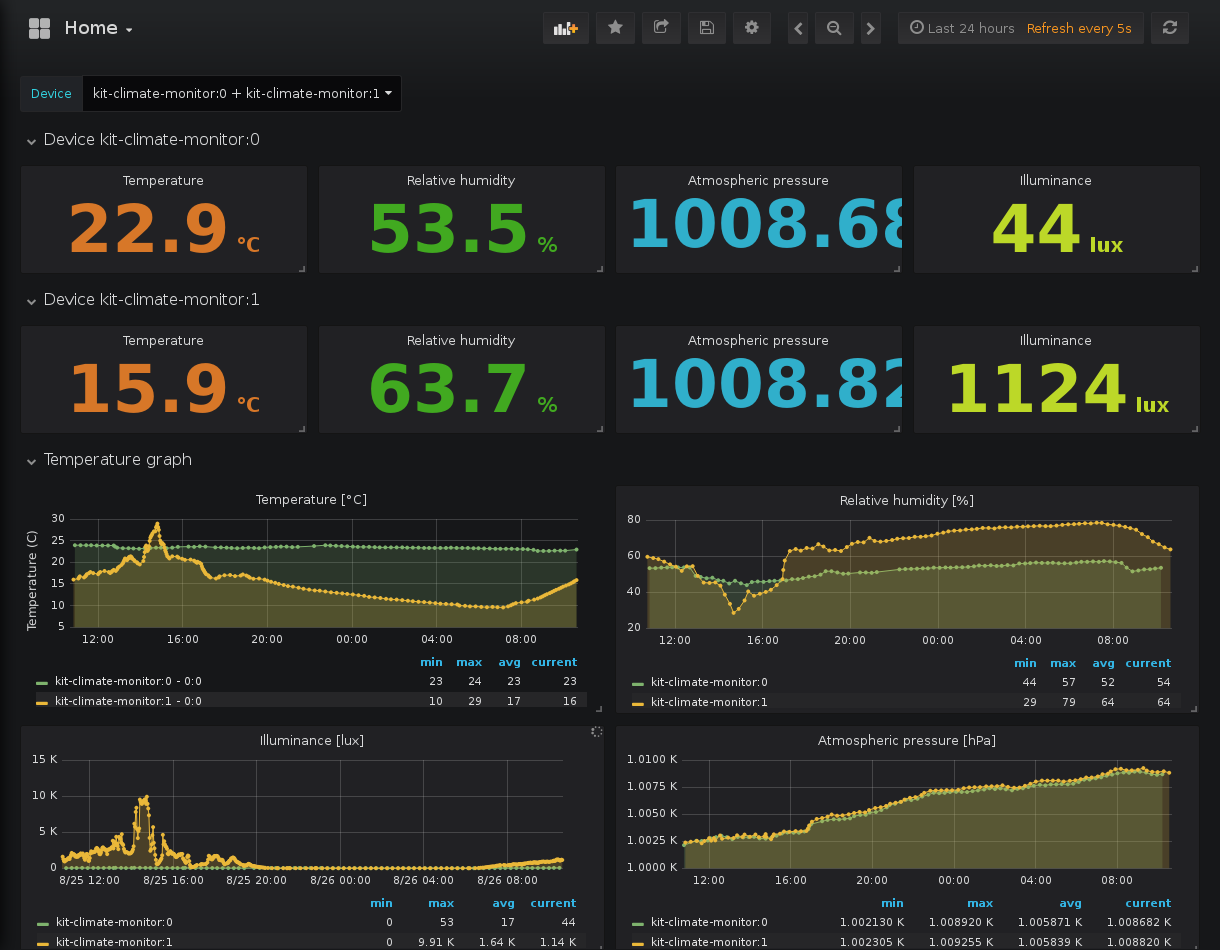 Home
Last 24 hours Refresh every 5s
Device kit-climate-monitor:0 + kit-climate-monitor:1
Device kit-climate-monitor:0
Temperature Relative humidity Atmospheric pressure Illuminance
22.9 °C 53.5 % 1008.68 44 lux
Device kit-climate-monitor:1
Temperature Relative humidity Atmospheric pressure Illuminance
15.9 °C 63.7 % 1008.82 1124 lux
Temperature graph
Temperature [°C]
Temperature (C)
30
25
20
15
10
5
12:00 16:00 20:00 00:00 04:00 08:00
min max avg current
kit-climate-monitor:0 - 0:0 23 24 23 23
kit-climate-monitor:1 - 0:0 10 29 17 16
Relative humidity [%]
80
60
40
20
12:00 16:00 20:00 00:00 04:00 08:00
min max avg current
kit-climate-monitor:0 44 57 52 54
kit-climate-monitor:1 29 79 64 64
Illuminance [lux]
15 K
10 K
5 K
0
8/25 12:00 8/25 16:00 8/25 20:00 8/26 00:00 8/26 04:00 8/26 08:00
min max avg current
kit-climate-monitor:0 0 53 17 44
kit-climate-monitor:1 0 9.91 K 1.64 K 1.14 K
Atmospheric pressure [hPa]
1.0100 K
1.0075 K
1.0050 K
1.0025 K
1.0000 K
12:00 16:00 20:00 00:00 04:00 08:00
min max avg current
kit-climate-monitor:0 1.002130 K 1.008920 K 1.005871 K 1.008682 K
kit-climate-monitor:1 1.002305 K 1.009255 K 1.005839 K 1.008820 K